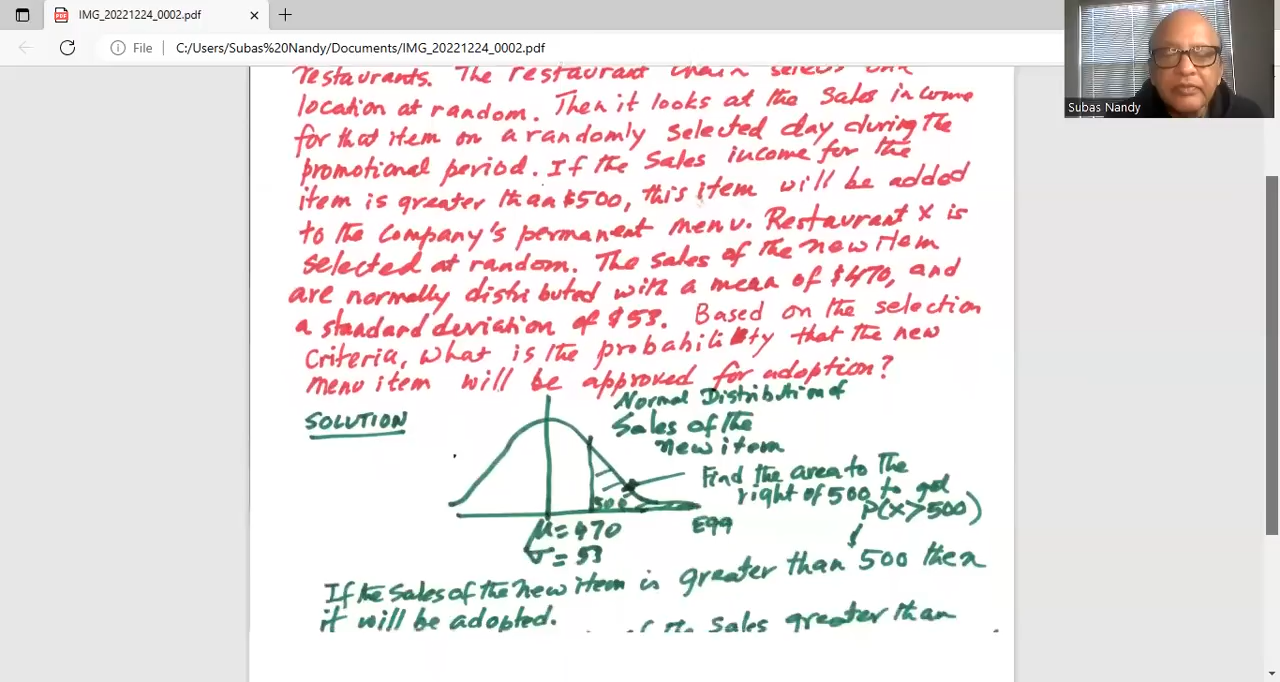 IMG_20221224_0002.pdf
File
C:/Users/Subas%20Nandy/Documents/IMG_20221224_0002.pdf
Subas Nandy
restaurants. The restaurant chain selects one
location at random. Then it looks at the Sales income
for that item on a randomly selected day during the
promotional period. If the Sales income for the
item is greater than $500, this item will be added
to the Company's permanent menu. Restaurant X is
selected at random. The sales of the new item
are normally distributed with a mean of $470, and
a standard deviation of $53. Based on the selection
Criteria, what is the probability that the new
menu item will be approved for adoption?
SOLUTION
Normal Distribution of
Sales of the
new item
Find the area to the
right of 500 to get
P(X>500)
500
E99
μ=470
σ=53
If the Sales of the New item is greater than 500 then
it will be adopted.
of the Sales greater than